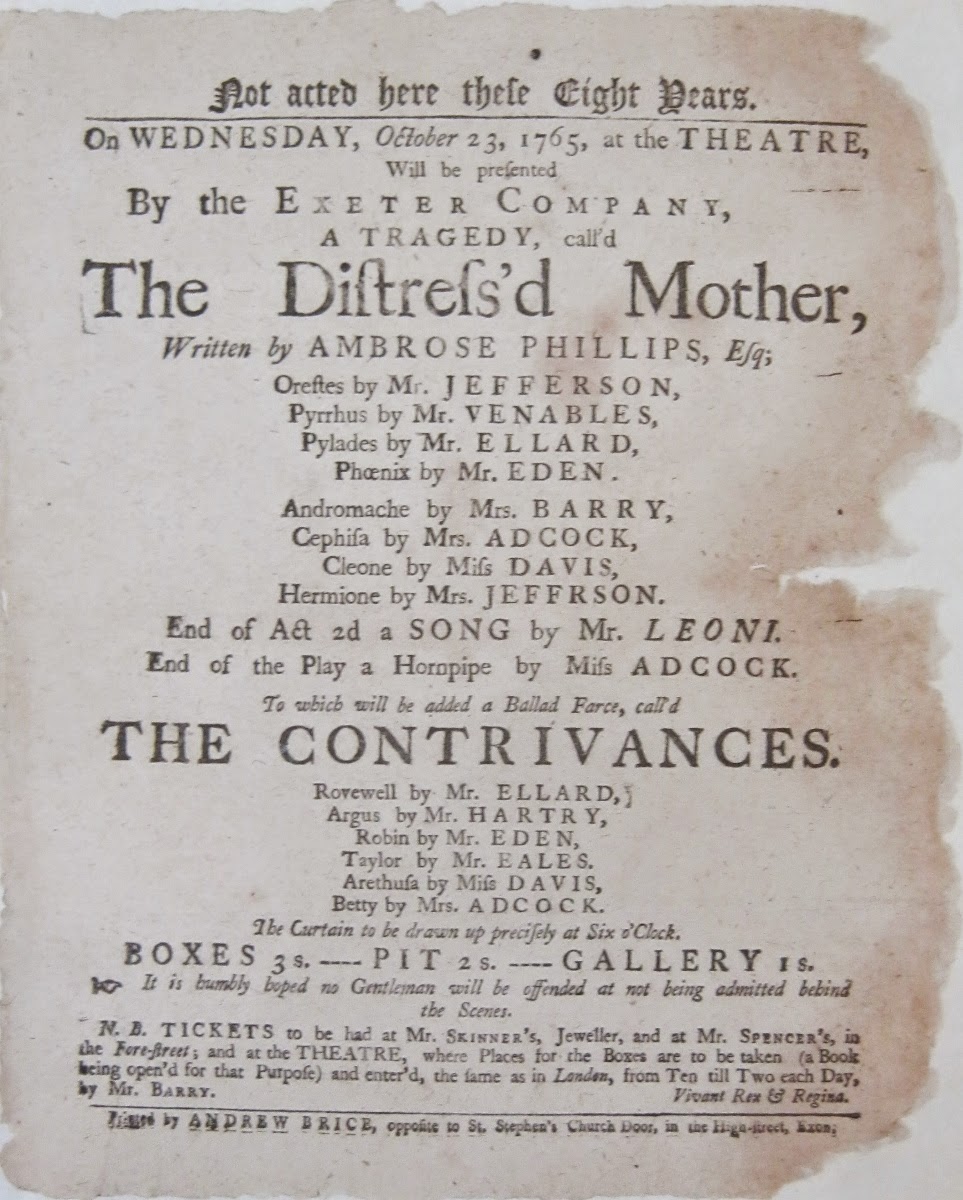 Not acted here theſe Eight Years.
On WEDNESDAY, October 23, 1765, at the THEATRE,
Will be preſented
By the EXETER COMPANY,
A TRAGEDY, call'd
The Diſtreſs'd Mother,
Written by AMBROSE PHILLIPS, Eſq;
Oreſtes by Mr. JEFFERSON,
Pyrrhus by Mr. VENABLES,
Pylades by Mr. ELLARD,
Phœnix by Mr. EDEN.
Andromache by Mrs. BARRY,
Cephiſa by Mrs. ADCOCK,
Cleone by Miſs DAVIS,
Hermione by Mrs. JEFFRSON.
End of Act 2d a SONG by Mr. LEONI.
End of the Play a Hornpipe by Miſs ADCOCK.
To which will be added a Ballad Farce, call'd
THE CONTRIVANCES.
Rovewell by Mr. ELLARD,
Argus by Mr. HARTRY,
Robin by Mr. EDEN,
Taylor by Mr. EALES.
Arethuſa by Miſs DAVIS,
Betty by Mrs. ADCOCK.
The Curtain to be drawn up preciſely at Six o'Clock.
BOXES 3s. ---- PIT 2s. ---- GALLERY 1s.
☞ It is humbly hoped no Gentleman will be offended at not being admitted behind
the Scenes.
N. B. TICKETS to be had at Mr. SKINNER's, Jeweller, and at Mr. SPENCER's, in
the Fore-ſtreet; and at the THEATRE, where Places for the Boxes are to be taken (a Book
being open'd for that Purpoſe) and enter'd, the ſame as in London, from Ten till Two each Day,
by Mr. BARRY. Vivant Rex & Regina.
Printed by ANDREW BRICE, oppoſite to St. Stephen's Church Door, in the High-ſtreet, Exon;